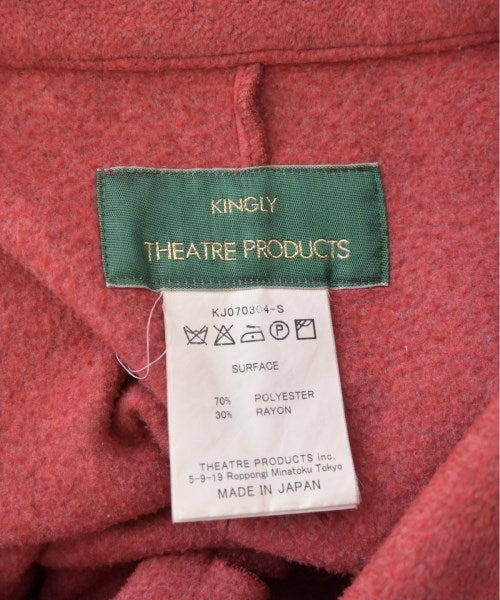 KINGLY
THEATRE PRODUCTS
KJ070304-S
P
SURFACE
70% POLYESTER
30% RAYON
THEATRE PRODUCTS inc.
5-9-19 Roppongi Minatoku Tokyo
MADE IN JAPAN